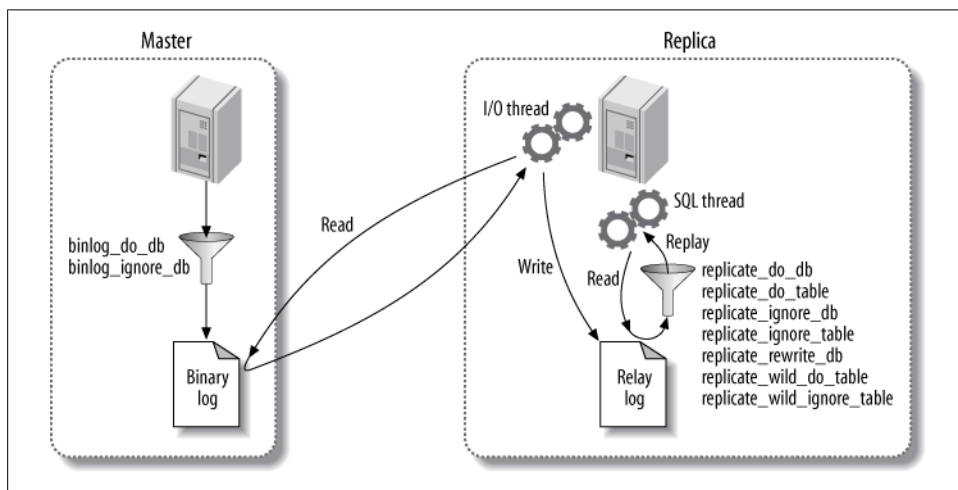 Master
Replica
I/O thread
Read
binlog_do_db
binlog_ignore_db
Write
SQL thread
Replay
Read
replicate_do_db
replicate_do_table
replicate_ignore_db
replicate_ignore_table
replicate_rewrite_db
replicate_wild_do_table
replicate_wild_ignore_table
Binary
log
Relay
log